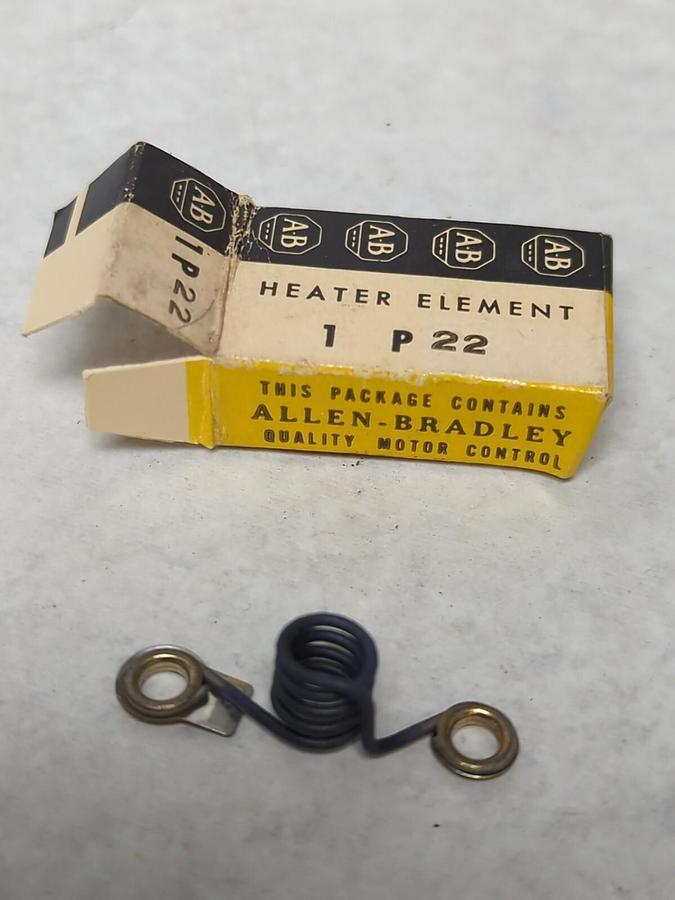 AB
1P22
AB AB AB AB
HEATER ELEMENT
1 P 22
THIS PACKAGE CONTAINS
ALLEN-BRADLEY
QUALITY MOTOR CONTROL